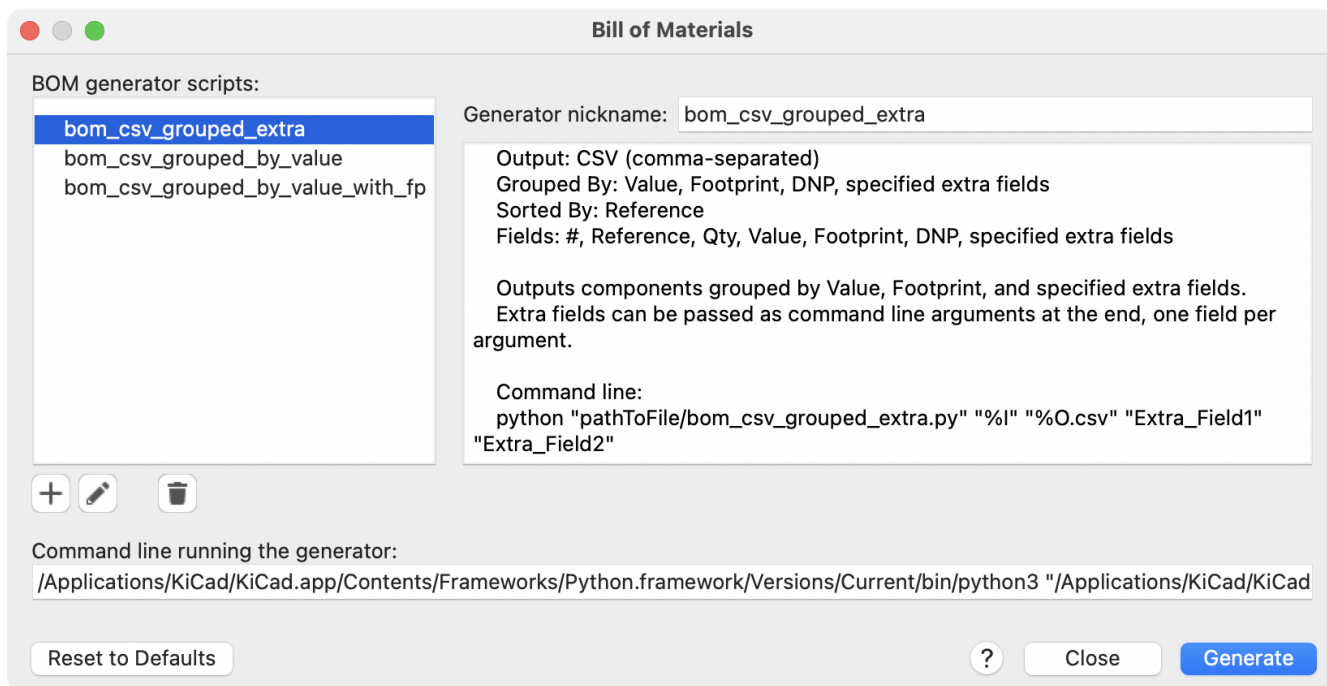 Bill of Materials
BOM generator scripts:
bom_csv_grouped_extra
bom_csv_grouped_by_value
bom_csv_grouped_by_value_with_fp
Generator nickname: bom_csv_grouped_extra
Output: CSV (comma-separated)
Grouped By: Value, Footprint, DNP, specified extra fields
Sorted By: Reference
Fields: #, Reference, Qty, Value, Footprint, DNP, specified extra fields
Outputs components grouped by Value, Footprint, and specified extra fields.
Extra fields can be passed as command line arguments at the end, one field per
argument.
Command line:
python "pathToFile/bom_csv_grouped_extra.py" "%I" "%O.csv" "Extra_Field1"
"Extra_Field2"
Command line running the generator:
/Applications/KiCad/KiCad.app/Contents/Frameworks/Python.framework/Versions/Current/bin/python3 "/Applications/KiCad/KiCad
Reset to Defaults
?
Close
Generate